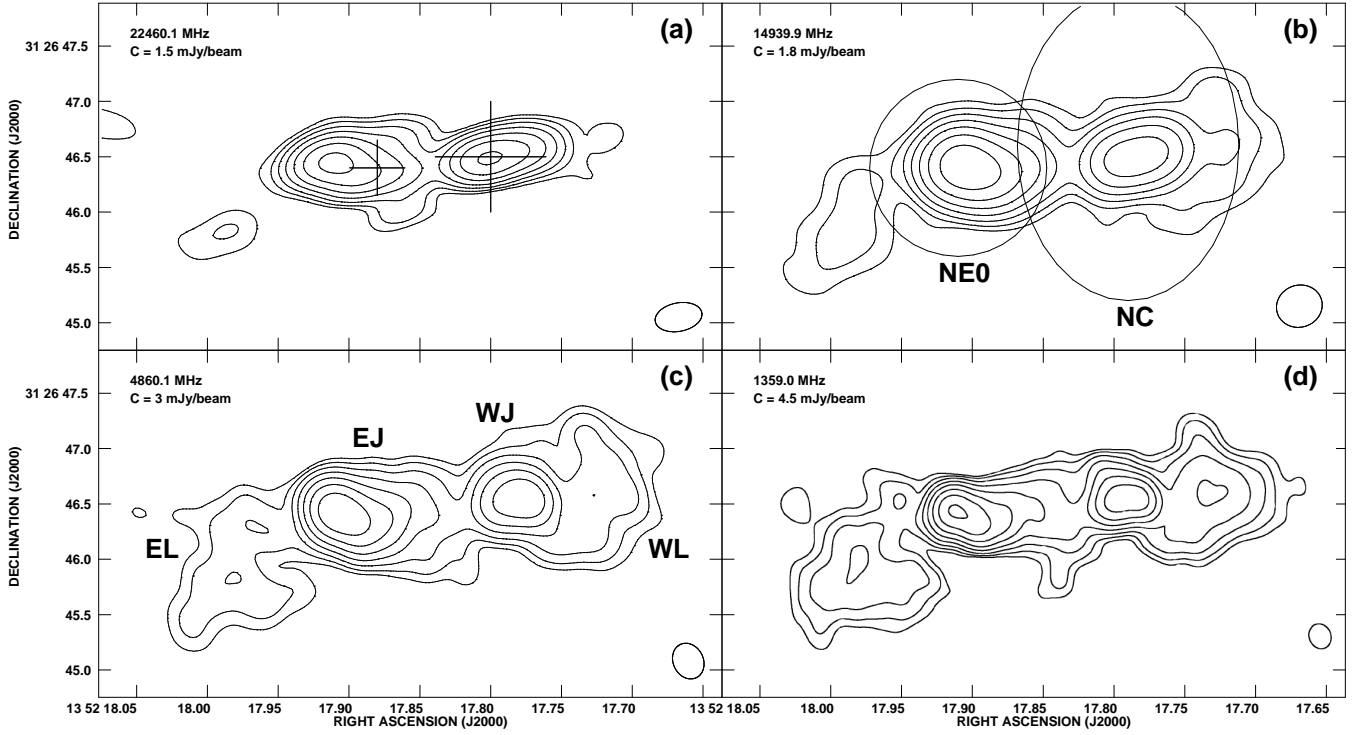 22460.1 MHz
C = 1.5 mJy/beam
(a)
14939.9 MHz
C = 1.8 mJy/beam
(b)
31 26 47.5
47.0
46.5
46.0
45.5
45.0
DECLINATION (J2000)
NE0
NC
4860.1 MHz
C = 3 mJy/beam
(c)
1359.0 MHz
C = 4.5 mJy/beam
(d)
31 26 47.5
47.0
46.5
46.0
45.5
45.0
DECLINATION (J2000)
WJ
EJ
EL
WL
13 52 18.05 18.00 17.95 17.90 17.85 17.80 17.75 17.70
RIGHT ASCENSION (J2000)
13 52 18.05 18.00 17.95 17.90 17.85 17.80 17.75 17.70 17.65
RIGHT ASCENSION (J2000)